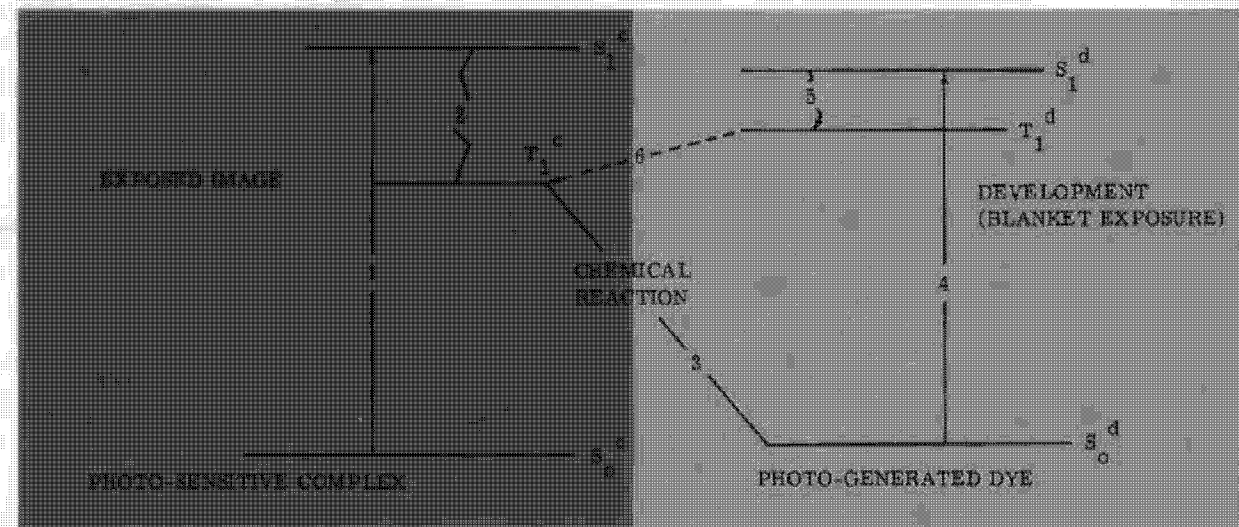 S₁ᶜ
2
T₁ᶜ
EXPOSED IMAGE
1
S₀ᶜ
PHOTO-SENSITIVE COMPLEX
CHEMICAL
REACTION
3
6
S₁ᵈ
5
T₁ᵈ
DEVELOPMENT
(BLANKET EXPOSURE)
4
S₀ᵈ
PHOTO-GENERATED DYE